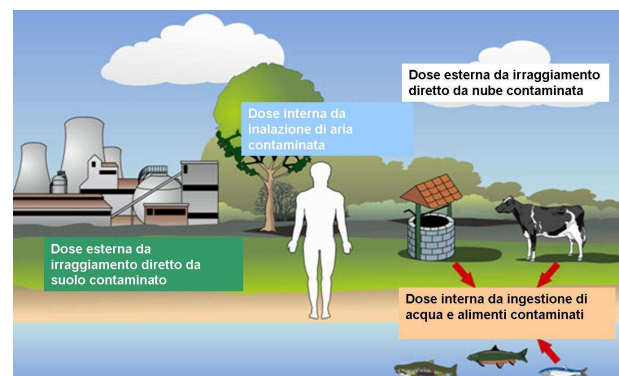 Dose esterna da irraggiamento
diretto da nube contaminata
Dose interna da
inalazione di aria
contaminata
Dose esterna da
irraggiamento diretto da
suolo contaminato
Dose interna da ingestione di
acqua e alimenti contaminati